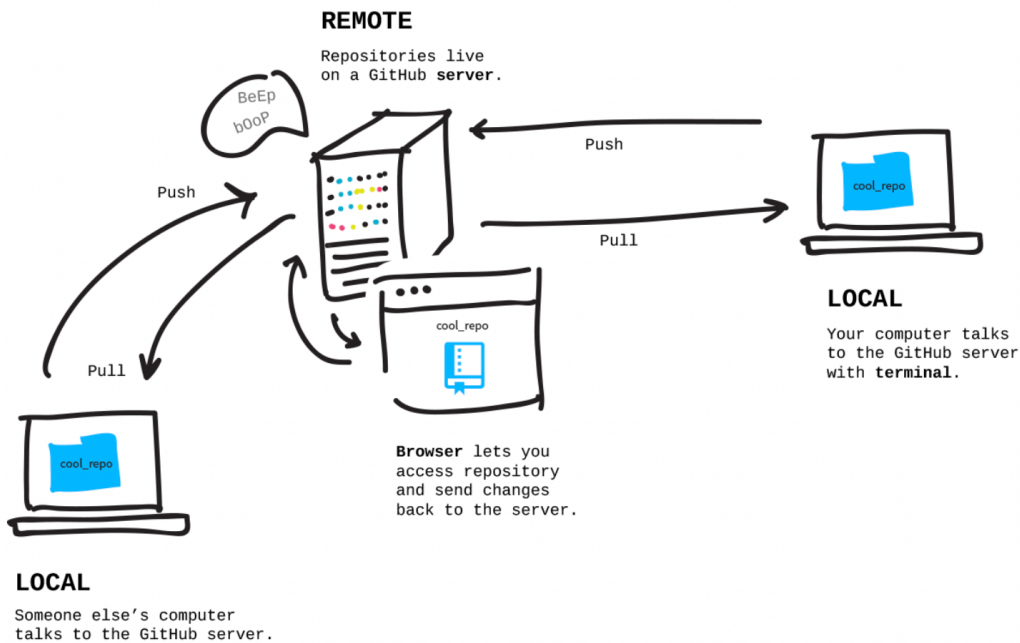 REMOTE
Repositories live
on a GitHub server.
BeEp
bOoP
Push
Push
Pull
Pull
cool_repo
LOCAL
Your computer talks
to the GitHub server
with terminal.
cool_repo
Browser lets you
access repository
and send changes
back to the server.
cool_repo
LOCAL
Someone else’s computer
talks to the GitHub server.